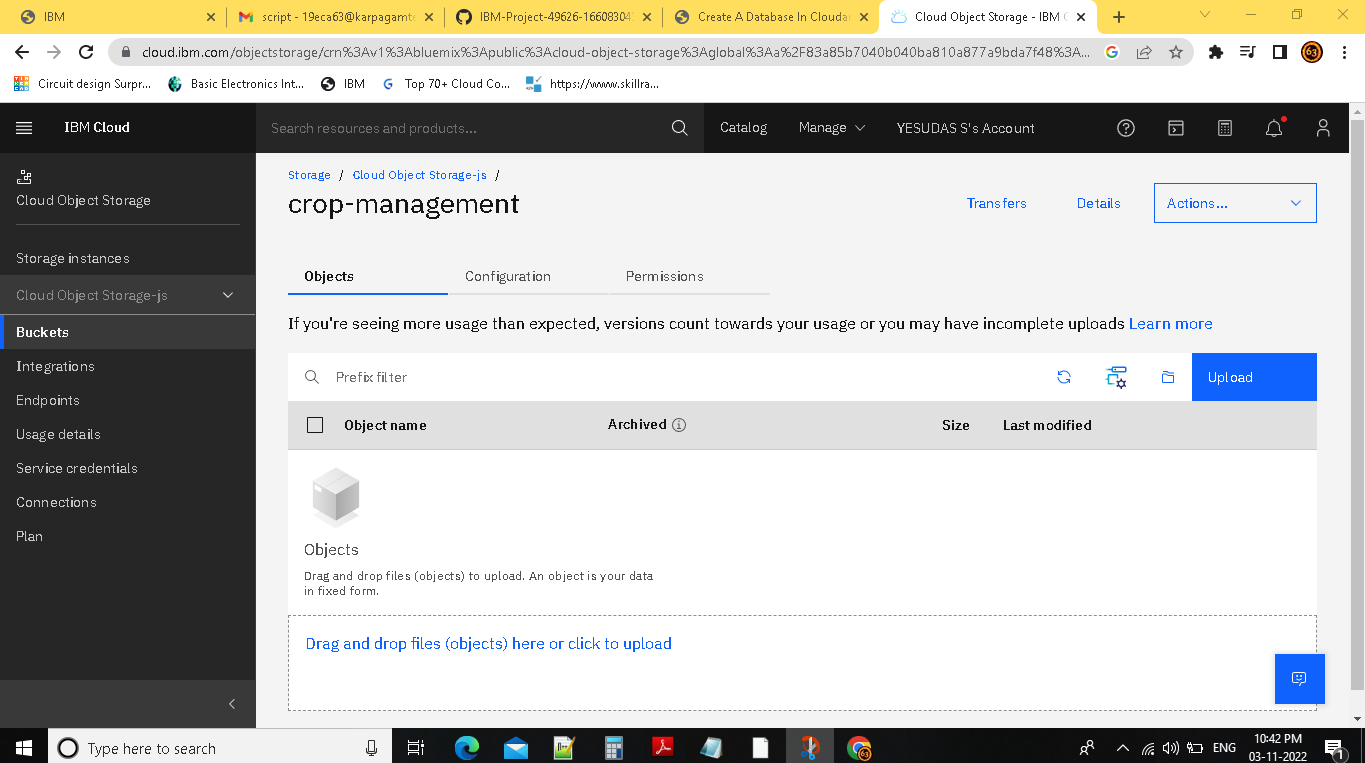 IBM
script - 19eca63@karpagamte
IBM-Project-49626-166083043
Create A Database In Cloudan
Cloud Object Storage - IBM C
cloud.ibm.com/objectstorage/crn%3Av1%3Abluemix%3Apublic%3Acloud-object-storage%3Aglobal%3Aa%2F83a85b7040b040ba810a877a9bda7f48%3A...
63
Circuit design Surpr...
Basic Electronics Int...
IBM
Top 70+ Cloud Co...
https://www.skillra...
IBM Cloud
Search resources and products...
Catalog
Manage
YESUDAS S's Account
Cloud Object Storage
Storage instances
Cloud Object Storage-js
Buckets
Integrations
Endpoints
Usage details
Service credentials
Connections
Plan
Storage / Cloud Object Storage-js /
crop-management
Transfers
Details
Actions...
Objects
Configuration
Permissions
If you're seeing more usage than expected, versions count towards your usage or you may have incomplete uploads Learn more
Prefix filter
Upload
Object name
Archived
Size
Last modified
Objects
Drag and drop files (objects) to upload. An object is your data
in fixed form.
Drag and drop files (objects) here or click to upload
Type here to search
ENG
10:42 PM
03-11-2022
1